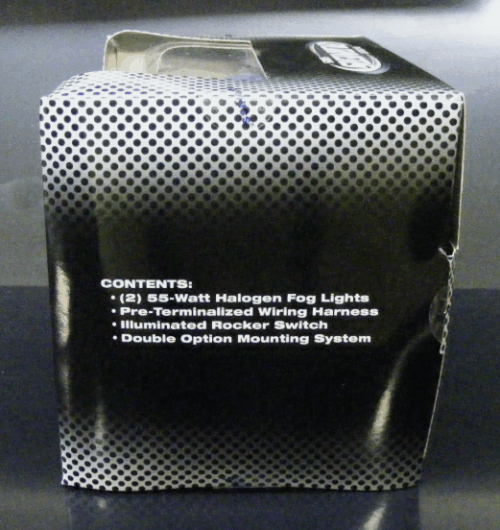 CONTENTS:
• (2) 55-Watt Halogen Fog Lights
• Pre-Terminalized Wiring Harness
• Illuminated Rocker Switch
• Double Option Mounting System